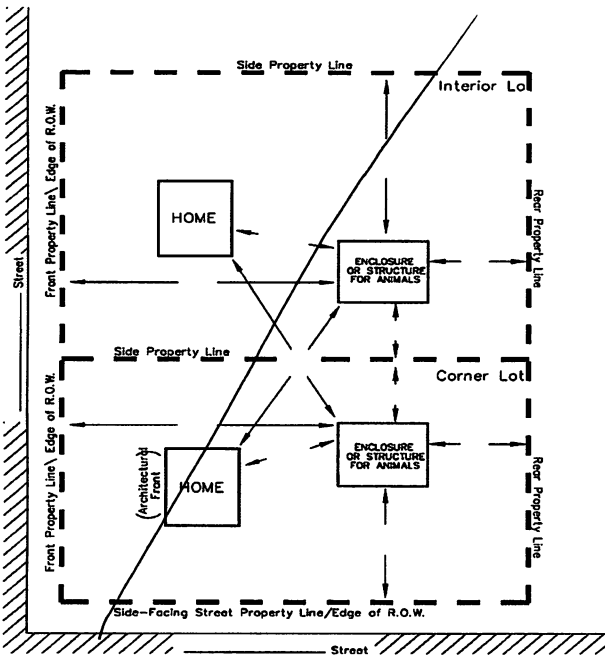 Side Property Line
Interior Lo
Front Property Line\ Edge of R.O.W.
HOME
Rear Property Line
ENCLOSURE
OR STRUCTURE
FOR ANIMALS
Street
Side Property Line
Corner Lot
Front Property Line\ Edge of R.O.W.
(Architectural
Front)
HOME
ENCLOSURE
OR STRUCTURE
FOR ANIMALS
Rear Property Line
Side-Facing Street Property Line/Edge of R.O.W.
Street